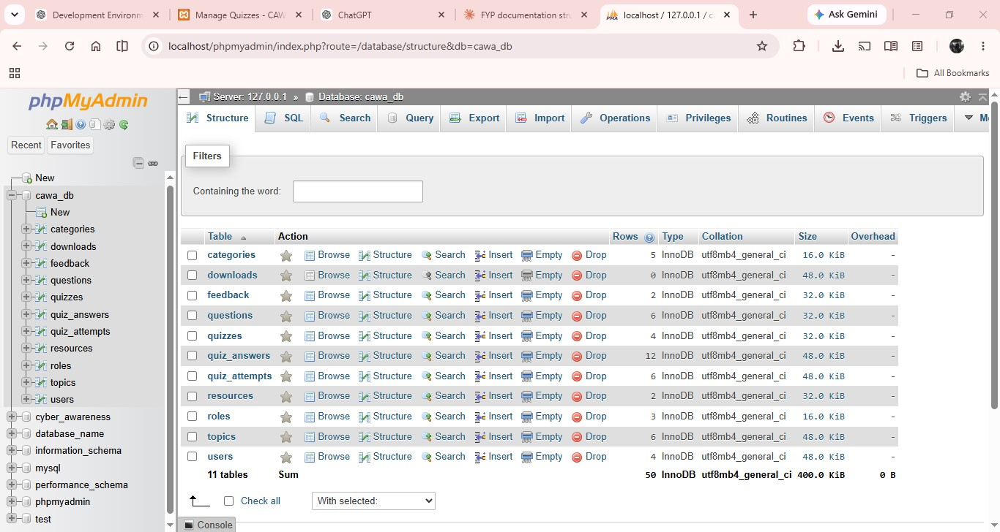 Development Environm
Manage Quizzes - CAW
ChatGPT
FYP documentation str
localhost / 127.0.0.1 / c
Ask Gemini
localhost/phpmyadmin/index.php?route=/database/structure&db=cawa_db
All Bookmarks
phpMyAdmin
Recent Favorites
New
cawa_db
New
categories
downloads
feedback
questions
quizzes
quiz_answers
quiz_attempts
resources
roles
topics
users
cyber_awareness
database_name
information_schema
mysql
performance_schema
phpmyadmin
test
Server: 127.0.0.1 » Database: cawa_db
Structure SQL Search Query Export Import Operations Privileges Routines Events Triggers M
Filters
Containing the word:
Table Action Rows Type Collation Size Overhead
categories Browse Structure Search Insert Empty Drop 5 InnoDB utf8mb4_general_ci 16.0 KiB -
downloads Browse Structure Search Insert Empty Drop 0 InnoDB utf8mb4_general_ci 48.0 KiB -
feedback Browse Structure Search Insert Empty Drop 2 InnoDB utf8mb4_general_ci 32.0 KiB -
questions Browse Structure Search Insert Empty Drop 6 InnoDB utf8mb4_general_ci 32.0 KiB -
quizzes Browse Structure Search Insert Empty Drop 4 InnoDB utf8mb4_general_ci 32.0 KiB -
quiz_answers Browse Structure Search Insert Empty Drop 12 InnoDB utf8mb4_general_ci 48.0 KiB -
quiz_attempts Browse Structure Search Insert Empty Drop 6 InnoDB utf8mb4_general_ci 48.0 KiB -
resources Browse Structure Search Insert Empty Drop 2 InnoDB utf8mb4_general_ci 32.0 KiB -
roles Browse Structure Search Insert Empty Drop 3 InnoDB utf8mb4_general_ci 16.0 KiB -
topics Browse Structure Search Insert Empty Drop 6 InnoDB utf8mb4_general_ci 48.0 KiB -
users Browse Structure Search Insert Empty Drop 4 InnoDB utf8mb4_general_ci 48.0 KiB -
11 tables Sum 50 InnoDB utf8mb4_general_ci 400.0 KiB 0 B
Check all With selected:
Console